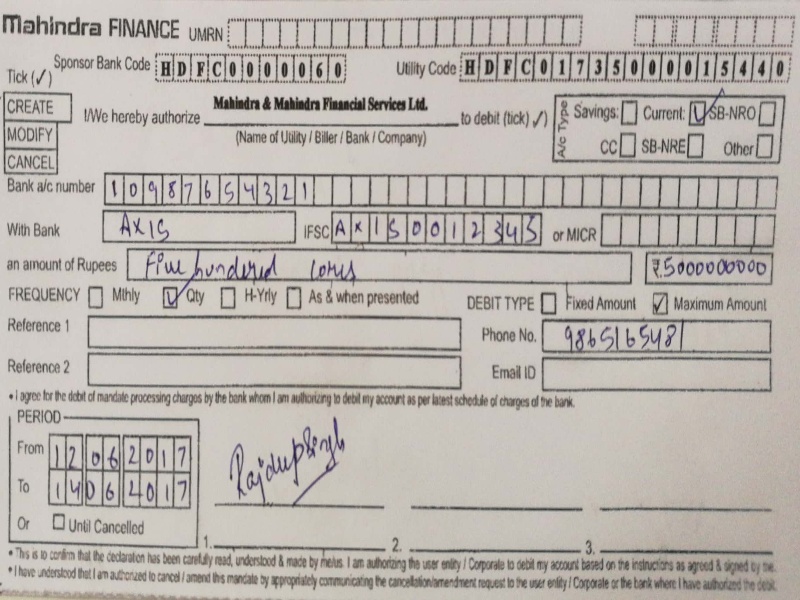 Mahindra FINANCE UMRN
Tick (✓) Sponsor Bank Code HDFC0000060 Utility Code HDFC01735000015440
CREATE
MODIFY
CANCEL
I/We hereby authorize Mahindra & Mahindra Financial Services Ltd. to debit (tick) ✓)
(Name of Utility / Biller / Bank / Company)
A/c Type Savings: Current: ✓ SB-NRO
CC SB-NRE Other
Bank a/c number 10987654321
With Bank AXIS IFSC AXIS0012345 or MICR
an amount of Rupees Five hundered cores ₹.5000000000
FREQUENCY Mthly ✓ Qty H-Yrly As & when presented DEBIT TYPE Fixed Amount ✓ Maximum Amount
Reference 1 Phone No. 9865165481
Reference 2 Email ID
• I agree for the debit of mandate processing charges by the bank whom I am authorizing to debit my account as per latest schedule of charges of the bank.
PERIOD
From 12062017
To 14062017
Or Until Cancelled
Rajdupsingh
1. 2. 3.
• This is to confirm that the declaration has been carefully read, understood & made by me/us. I am authorizing the user entity / Corporate to debit my account based on the instructions as agreed & signed by me.
• I have understood that I am authorized to cancel / amend this mandate by appropriately communicating the cancellation/amendment request to the user entity / Corporate or the bank where I have authorized the debit.